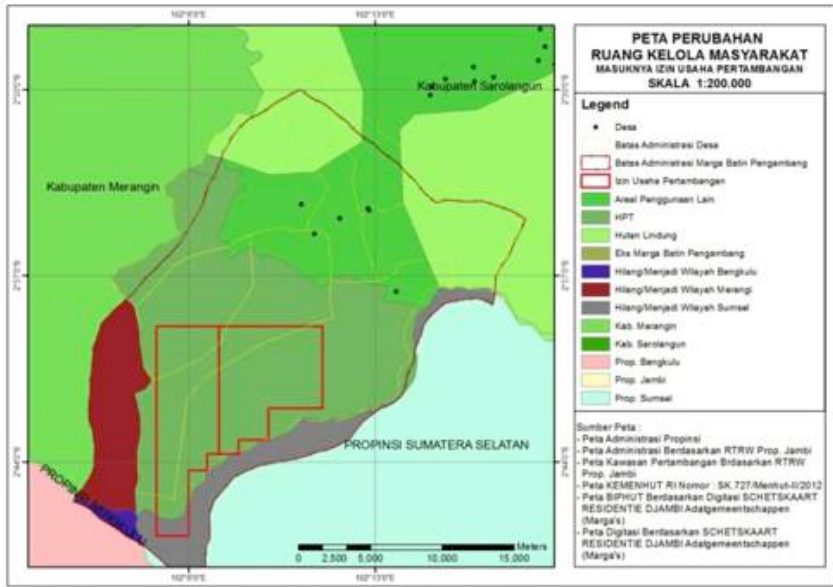 PETA PERUBAHAN
RUANG KELOLA MASYARAKAT
MASUKNYA IZIN USAHA PERTAMBANGAN
SKALA 1:200.000
Legend
Desa
Batas Administrasi Desa
Batas Administrasi Marga Batin Pengambang
Izin Usaha Pertambangan
Areal Penggunaan Lain
HPT
Hutan Lindung
Eks Marga Batin Pengambang
Hilang/Menjadi Wilayah Bengkulu
Hilang/Menjadi Wilayah Merangi
Hilang/Menjadi Wilayah Sumsel
Kab. Merangin
Kab. Sarolangun
Prop. Bengkulu
Prop. Jambi
Prop. Sumsel
Sumber Peta :
- Peta Administrasi Propinsi
- Peta Administrasi Berdasarkan RTRW Prop. Jambi
- Peta Kawasan Pertambangan Brdasarkan RTRW
Prop. Jambi
- Peta KEMENHUT RI Nomor : SK.727/Menhut-II/2012
- Peta BIPHUT Berdasarkan Digitasi SCHETSKAART
RESIDENTIE DJAMBI Adatgemeentschappen
(Marga's)
- Peta Digitasi Berdasarkan SCHETSKAART
RESIDENTIE DJAMBI Adatgemeentschappen
(Marga's)
Kabupaten Sarolangun
Kabupaten Merangin
PROPINSI SUMATERA SELATAN
PROPINSI
Meters
0 2.500 5.000 10.000 15.000